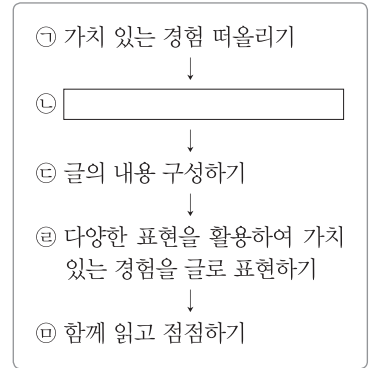 ㉠ 가치 있는 경험 떠올리기
↓
㉡
↓
㉢ 글의 내용 구성하기
↓
㉣ 다양한 표현을 활용하여 가치
있는 경험을 글로 표현하기
↓
㉤ 함께 읽고 점점하기